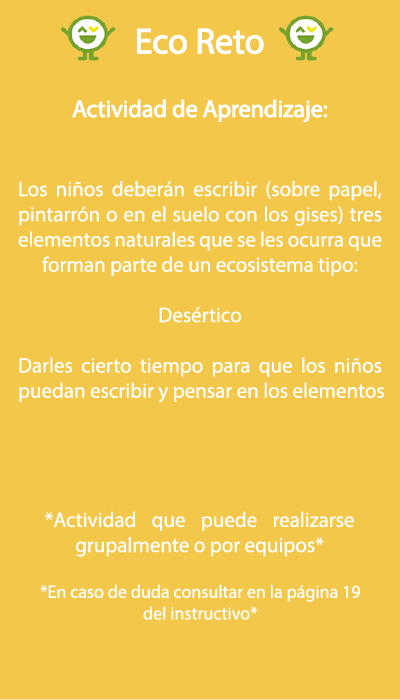 Eco Reto
Actividad de Aprendizaje:
Los niños deberán escribir (sobre papel,
pintarrón o en el suelo con los gises) tres
elementos naturales que se les ocurra que
forman parte de un ecosistema tipo:
Desértico
Darles cierto tiempo para que los niños
puedan escribir y pensar en los elementos
*Actividad que puede realizarse
grupalmente o por equipos*
*En caso de duda consultar en la página 19
del instructivo*